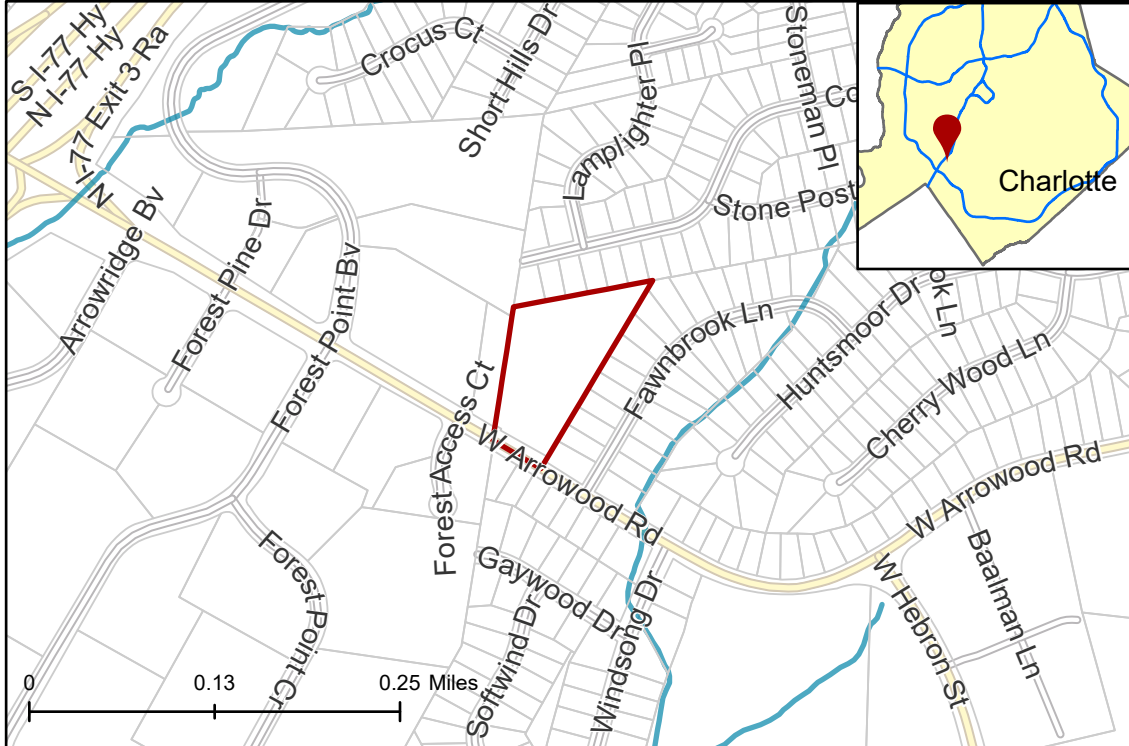 S I-77 Hy
N I-77 Hy
N I-77 Exit 3 Ra
Crocus Ct
Short Hills Dr
Lamplighter Pl
Stoneman Pl
Co
Stone Post
Charlotte
Arrowridge Bv
Forest Pine Dr
Forest Point Bv
Fawnbrook Ln
Huntsmoor Dr
ok Ln
Cherry Wood Ln
Forest Access Ct
W Arrowood Rd
W Arrowood Rd
Gaywood Dr
Softwind Dr
Windsong Dr
Forest Point Cr
W Hebron St
Baalman Ln
0
0.13
0.25 Miles